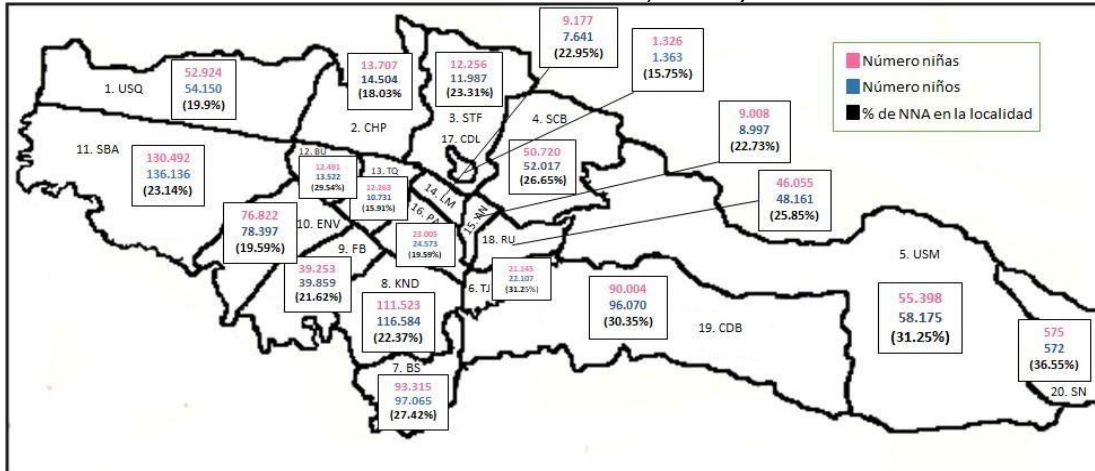 9.177
7.641
(22.95%)
1.326
1.363
(15.75%)
Número niñas
Número niños
% de NNA en la localidad
52.924
54.150
(19.9%)
1. USQ
13.707
14.504
(18.03%
2. CHP
12.256
11.987
(23.31%)
3. STF
17. CDL
4. SCB
50.720
52.017
(26.65%)
9.008
8.997
(22.73%)
46.055
48.161
(25.85%)
11. SBA
130.492
136.136
(23.14%)
12. BU
12.491
13.522
(29.54%)
13. TQ
12.263
10.731
(15.91%)
14. LM
15. AN
16. PA
23.005
24.573
(19.59%)
76.822
78.397
(19.59%)
10. ENV
9. FB
39.253
39.859
(21.62%)
8. KND
111.523
116.584
(22.37%)
18. RU
6. TJ
21.145
22.107
(31.25%)
90.004
96.070
(30.35%)
19. CDB
5. USM
55.398
58.175
(31.25%)
575
572
(36.55%)
20. SN
7. BS
93.315
97.065
(27.42%)